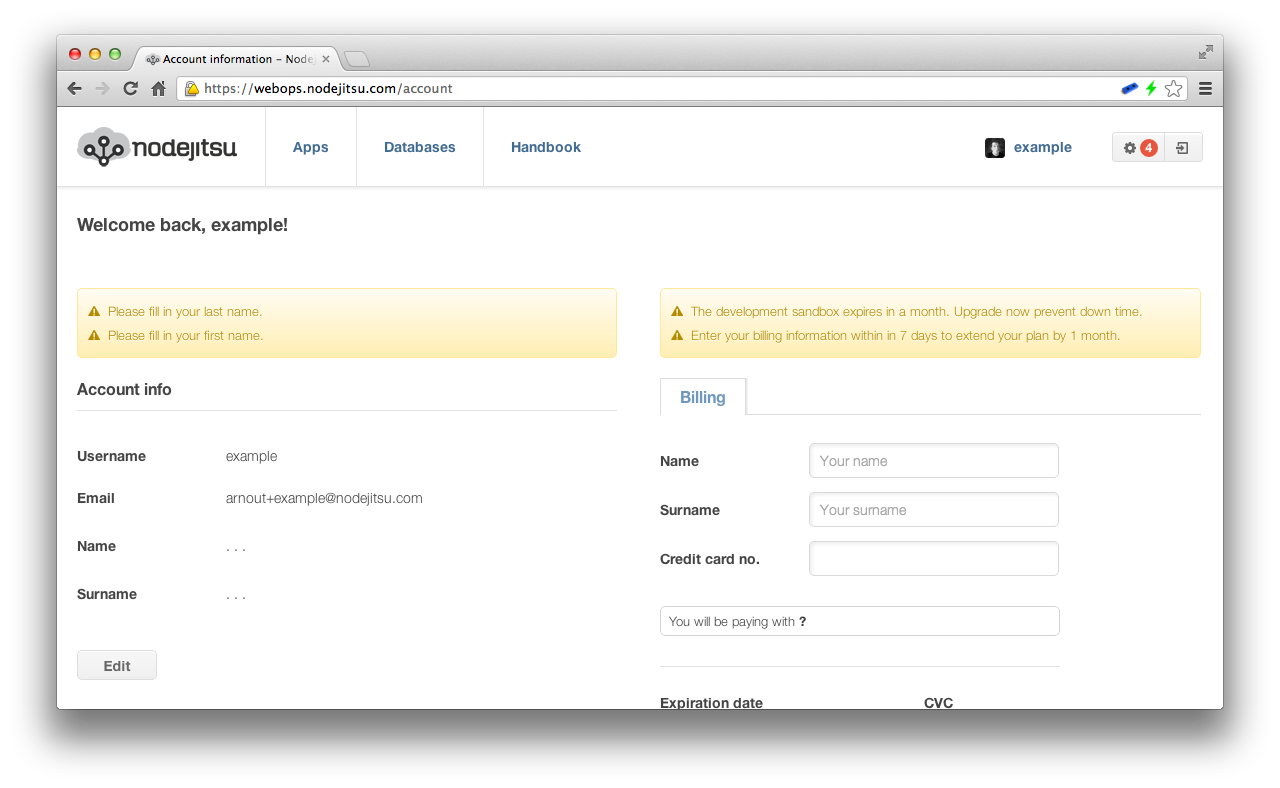 Account information – Node
https://webops.nodejitsu.com/account
nodejitsu
Apps
Databases
Handbook
example
4
Welcome back, example!
Please fill in your last name.
Please fill in your first name.
The development sandbox expires in a month. Upgrade now prevent down time.
Enter your billing information within in 7 days to extend your plan by 1 month.
Account info
Username example
Email arnout+example@nodejitsu.com
Name . . .
Surname . . .
Edit
Billing
Name Your name
Surname Your surname
Credit card no.
You will be paying with ?
Expiration date CVC